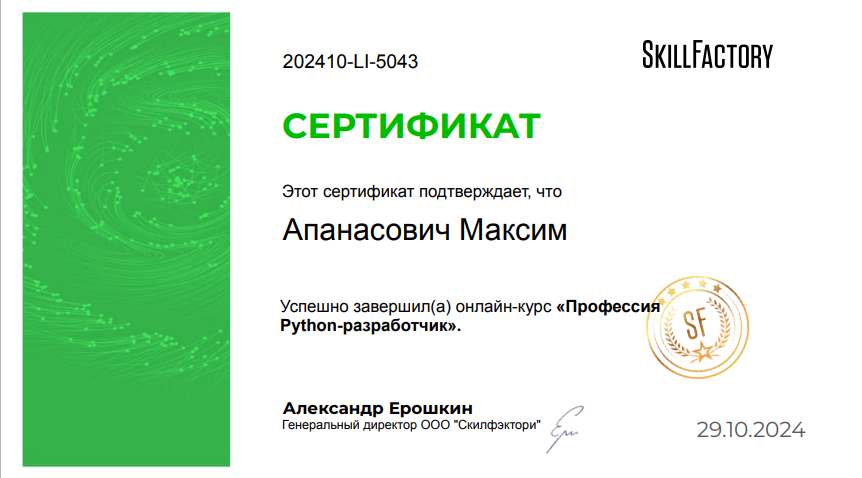 202410-LI-5043
SKILLFACTORY
СЕРТИФИКАТ
Этот сертификат подтверждает, что
Апанасович Максим
Успешно завершил(а) онлайн-курс «Профессия
Python-разработчик».
SF
Александр Ерошкин
Генеральный директор ООО "Скилфэктори"
29.10.2024